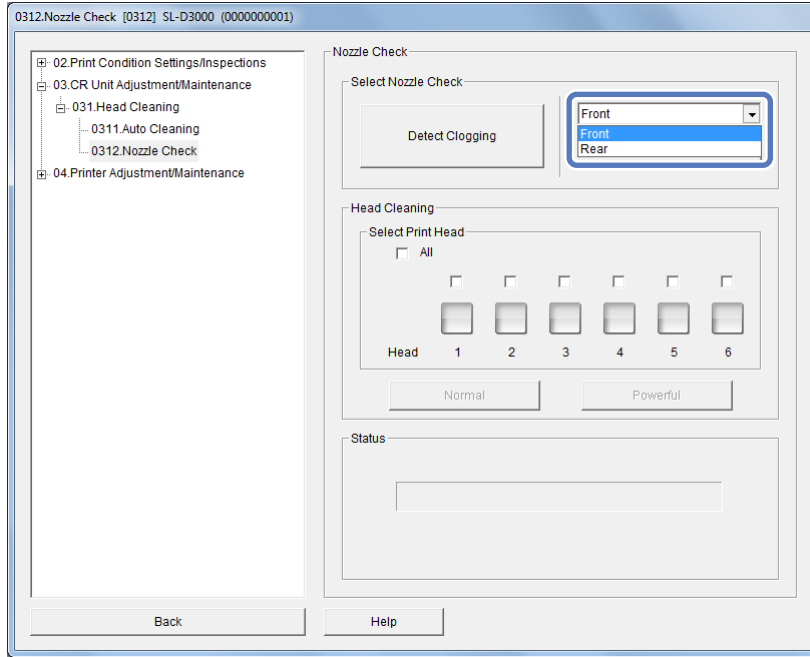 0312.Nozzle Check [0312] SL-D3000 (0000000001)
02.Print Condition Settings/Inspections
03.CR Unit Adjustment/Maintenance
031.Head Cleaning
0311.Auto Cleaning
0312.Nozzle Check
04.Printer Adjustment/Maintenance
Back
Nozzle Check
Select Nozzle Check
Detect Clogging
Front
Front
Rear
Head Cleaning
Select Print Head
All
Head 1 2 3 4 5 6
Normal Powerful
Status
Help